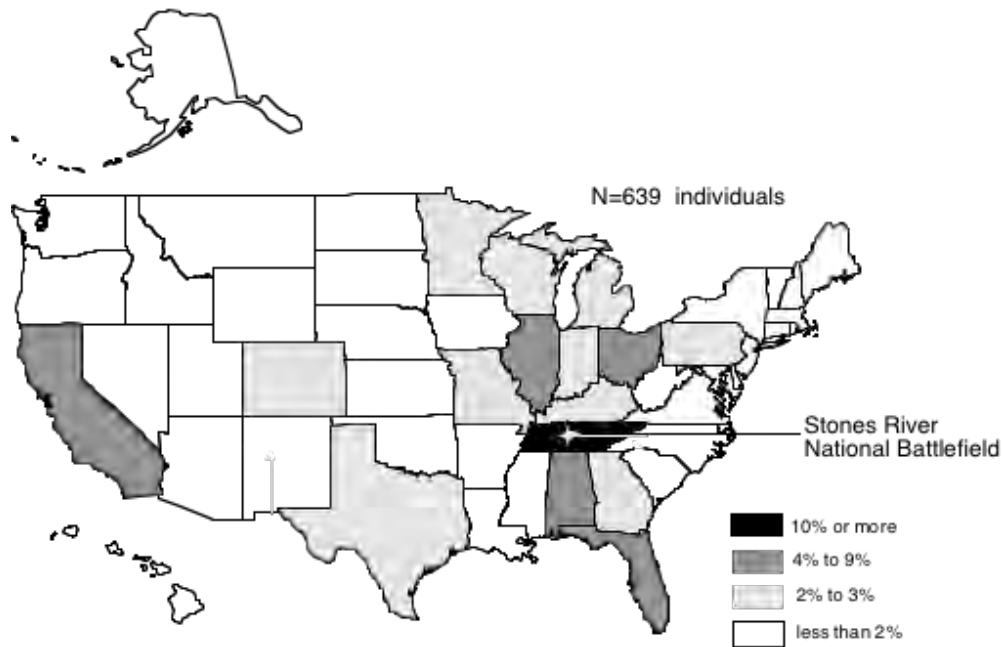 N=639 individuals
Stones River
National Battlefield
10% or more
4% to 9%
2% to 3%
less than 2%